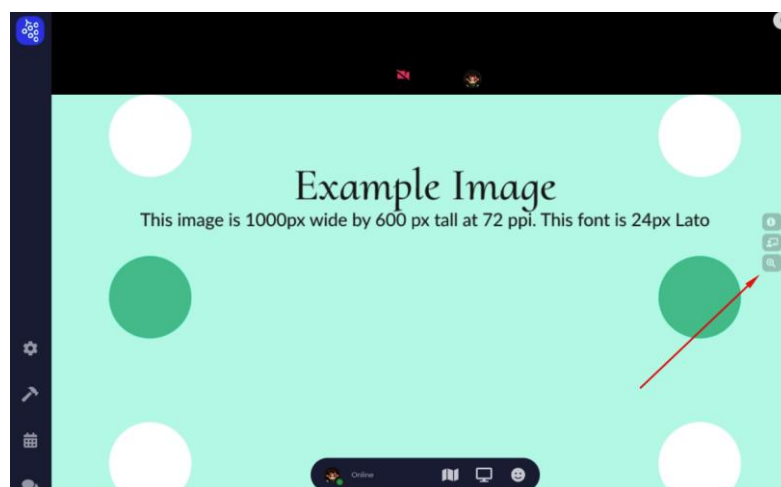 Example Image
This image is 1000px wide by 600 px tall at 72 ppi. This font is 24px Lato
Online